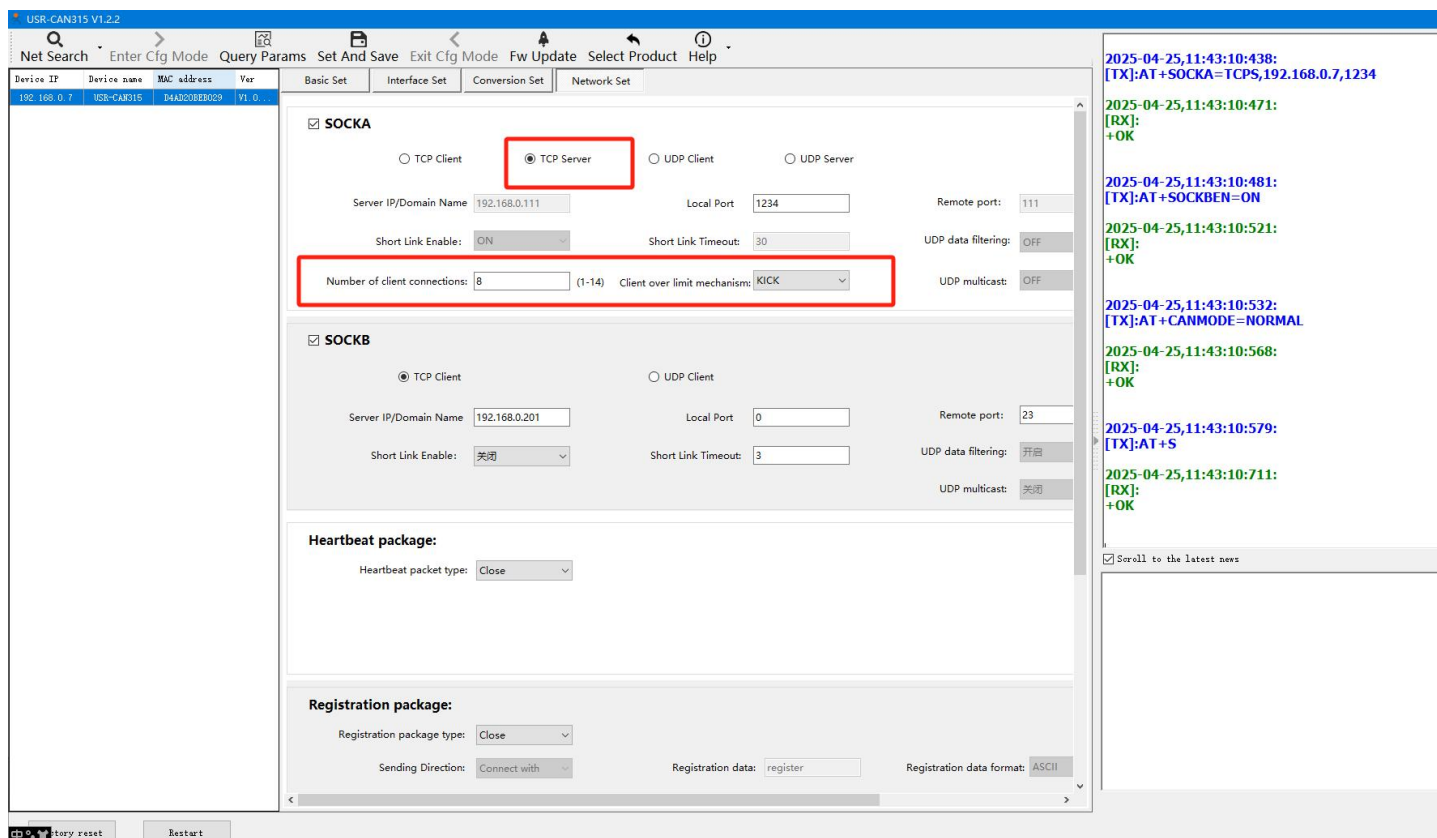 USR-CAN315 V1.2.2
Net Search Enter Cfg Mode Query Params Set And Save Exit Cfg Mode Fw Update Select Product Help
Device IP Device name MAC address Ver
192.168.0.7 USR-CAN315 D4AD20BEB029 V1.0...
Basic Set Interface Set Conversion Set Network Set
SOCKA
TCP Client TCP Server UDP Client UDP Server
Server IP/Domain Name 192.168.0.111 Local Port 1234 Remote port: 111
Short Link Enable: ON Short Link Timeout: 30 UDP data filtering: OFF
Number of client connections: 8 (1-14) Client over limit mechanism: KICK UDP multicast: OFF
SOCKB
TCP Client UDP Client
Server IP/Domain Name 192.168.0.201 Local Port 0 Remote port: 23
Short Link Enable: 关闭 Short Link Timeout: 3 UDP data filtering: 开启
UDP multicast: 关闭
Heartbeat package:
Heartbeat packet type: Close
Registration package:
Registration package type: Close
Sending Direction: Connect with Registration data: register Registration data format: ASCII
2025-04-25,11:43:10:438:
[TX]:AT+SOCKA=TCPS,192.168.0.7,1234
2025-04-25,11:43:10:471:
[RX]:
+OK
2025-04-25,11:43:10:481:
[TX]:AT+SOCKBEN=ON
2025-04-25,11:43:10:521:
[RX]:
+OK
2025-04-25,11:43:10:532:
[TX]:AT+CANMODE=NORMAL
2025-04-25,11:43:10:568:
[RX]:
+OK
2025-04-25,11:43:10:579:
[TX]:AT+S
2025-04-25,11:43:10:711:
[RX]:
+OK
Scroll to the latest news
中 tory reset Restart